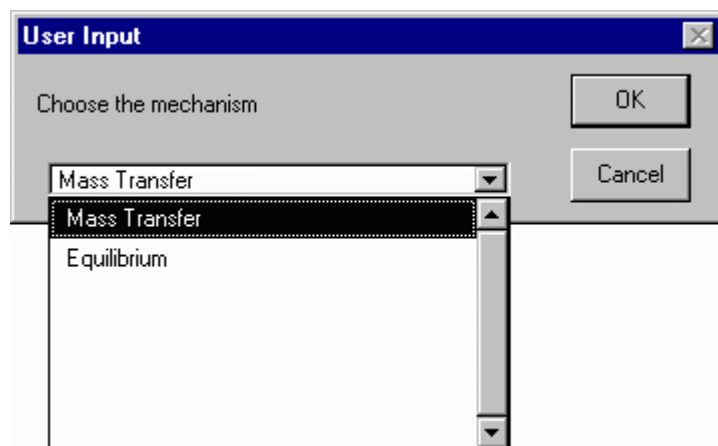 User Input
Choose the mechanism
OK
Mass Transfer
Cancel
Mass Transfer
Equilibrium